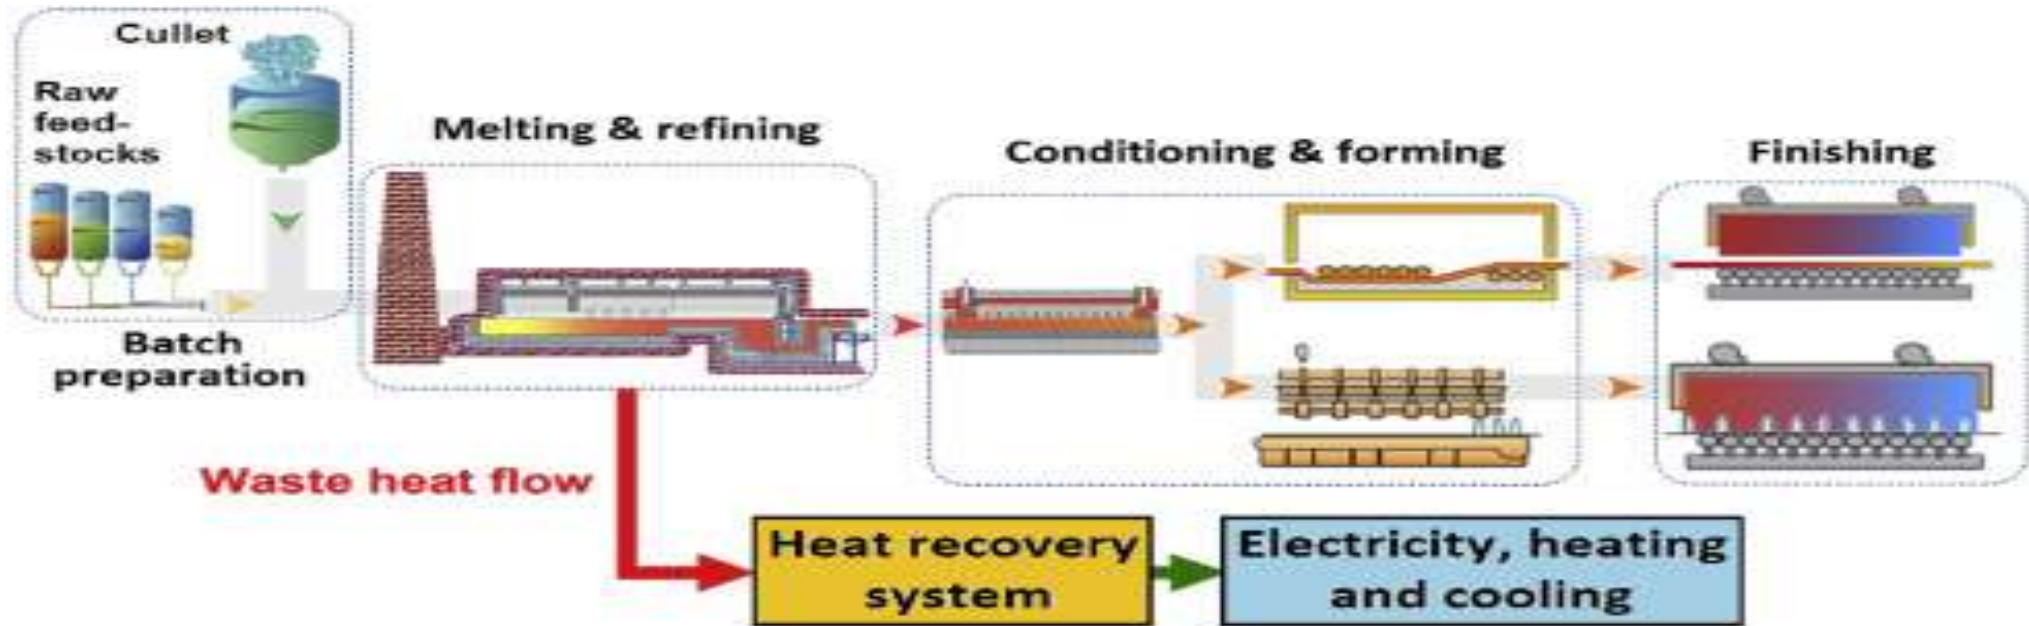 Cullet
Raw
feed-
stocks
Batch
preparation
Melting & refining
Conditioning & forming
Finishing
Waste heat flow
Heat recovery
system
Electricity, heating
and cooling